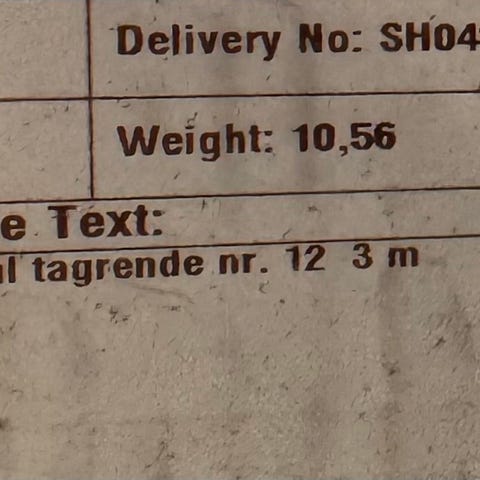 Delivery No: SH04
Weight: 10,56
Text:
tagrende nr. 12 3 m